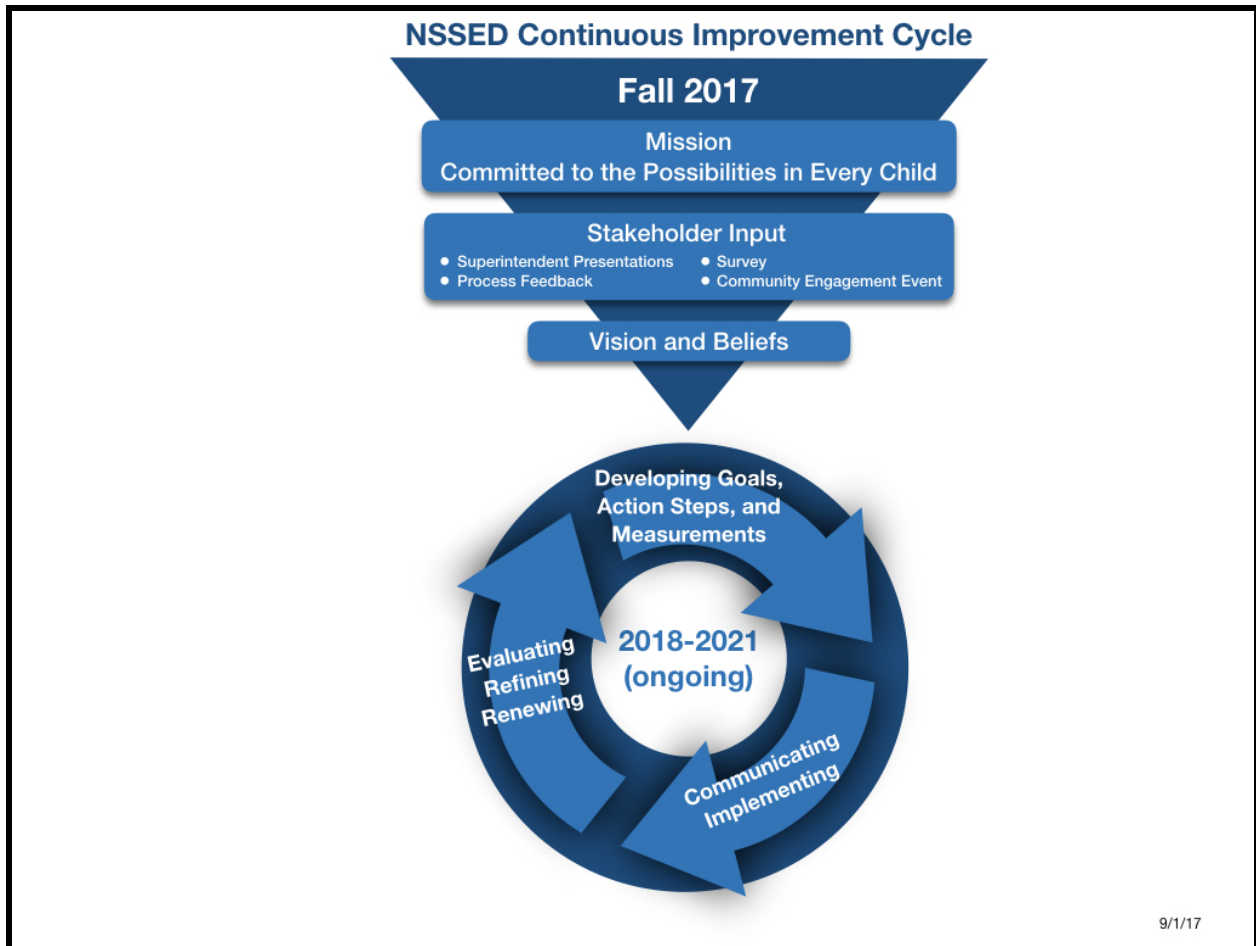 NSSED Continuous Improvement Cycle
Fall 2017
Mission
Committed to the Possibilities in Every Child
Stakeholder Input
● Superintendent Presentations ● Survey
● Process Feedback ● Community Engagement Event
Vision and Beliefs
Developing Goals,
Action Steps, and
Measurements
2018-2021
(ongoing)
Communicating
Implementing
Evaluating
Refining
Renewing
9/1/17